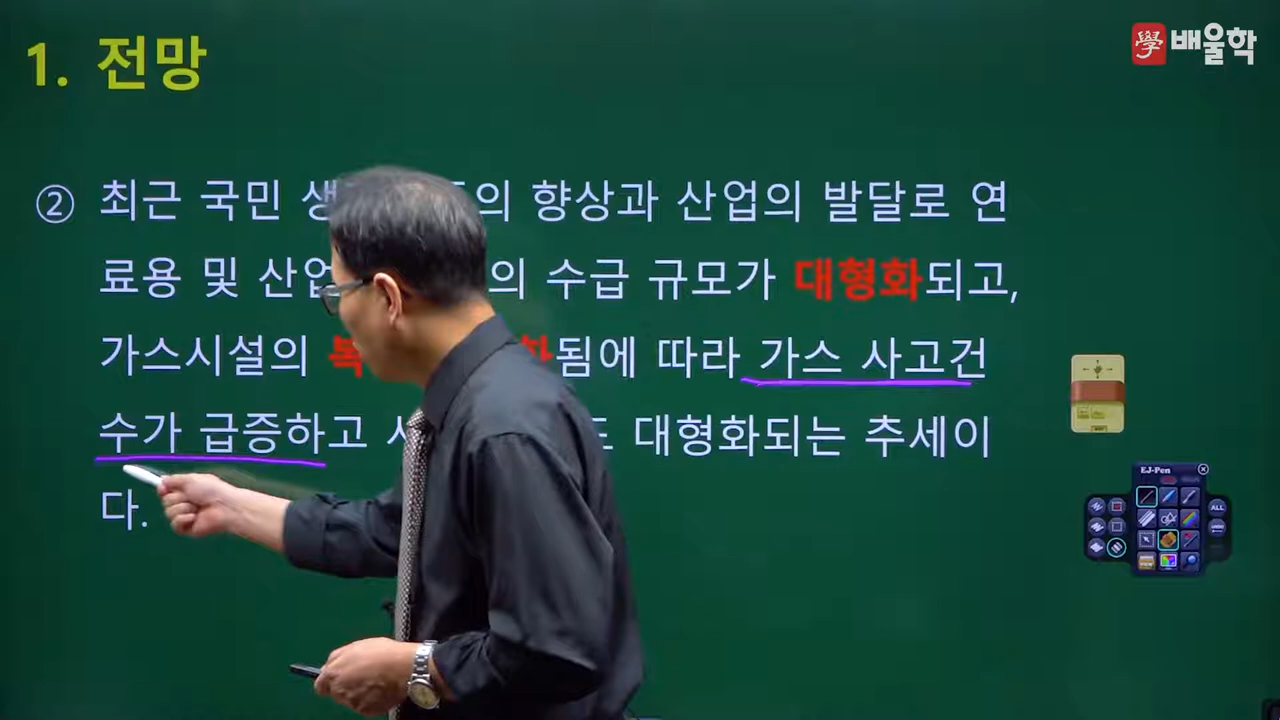 1. 전망
學 배울학
② 최근 국민 의 향상과 산업의 발달로 연
료용 및 산업 의 수급 규모가 대형화되고,
가스시설의 복 화됨에 따라 가스 사고건
수가 급증하고 도 대형화되는 추세이
다.
EJ-Pen
ALL